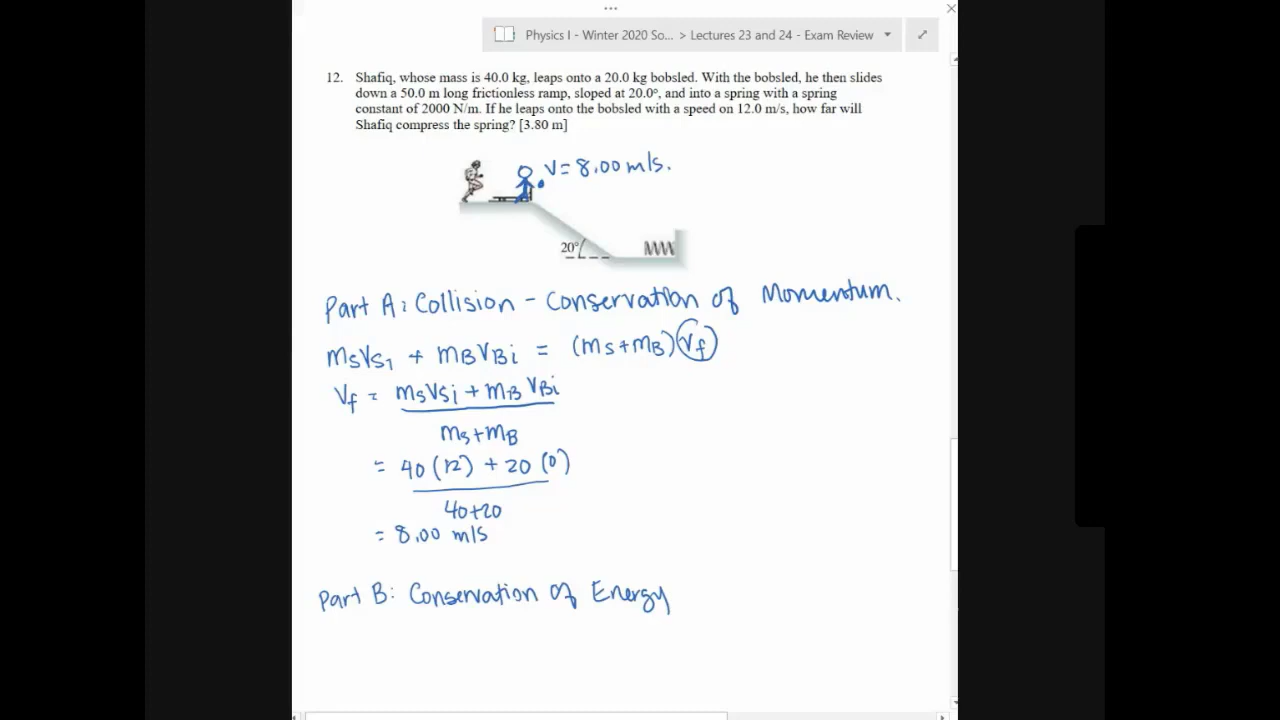 Physics I - Winter 2020 So... > Lectures 23 and 24 - Exam Review
12. Shafiq, whose mass is 40.0 kg, leaps onto a 20.0 kg bobsled. With the bobsled, he then slides
down a 50.0 m long frictionless ramp, sloped at 20.0°, and into a spring with a spring
constant of 2000 N/m. If he leaps onto the bobsled with a speed on 12.0 m/s, how far will
Shafiq compress the spring? [3.80 m]
V = 8.00 m/s.
20°
Part A: Collision - Conservation of Momentum.
mSVS1 + mBVBi = (mS+mB) Vf
Vf = mSVSi + mBVBi
mS+mB
= 40 (12) + 20 (0)
40+20
= 8.00 m/s
Part B: Conservation of Energy